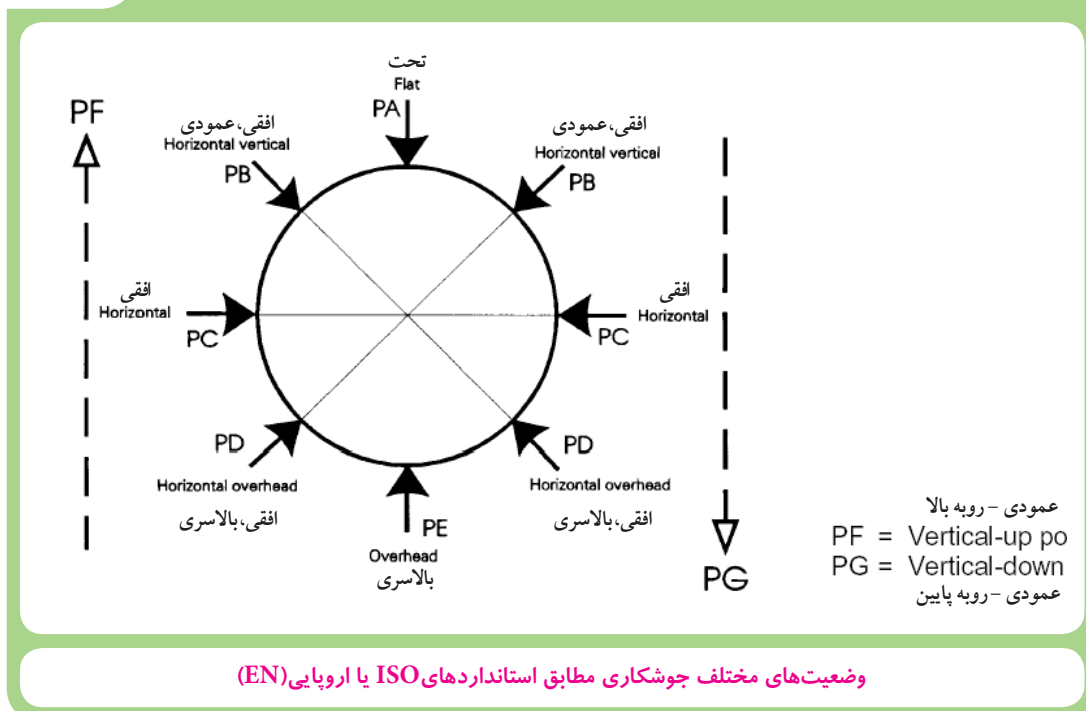 تحت
Flat
PA
PF
افقی،عمودی
Horizontal vertical
PB
افقی،عمودی
Horizontal vertical
PB
افقی
Horizontal
PC
افقی
Horizontal
PC
PD
Horizontal overhead
افقی،بالاسری
PD
Horizontal overhead
افقی،بالاسری
PE
Overhead
بالاسری
PG
عمودی – روبه بالا
PF = Vertical-up po
PG = Vertical-down
عمودی – روبه پایین
وضعیت‌های مختلف جوشکاری مطابق استانداردهای ISO یا اروپایی(EN)